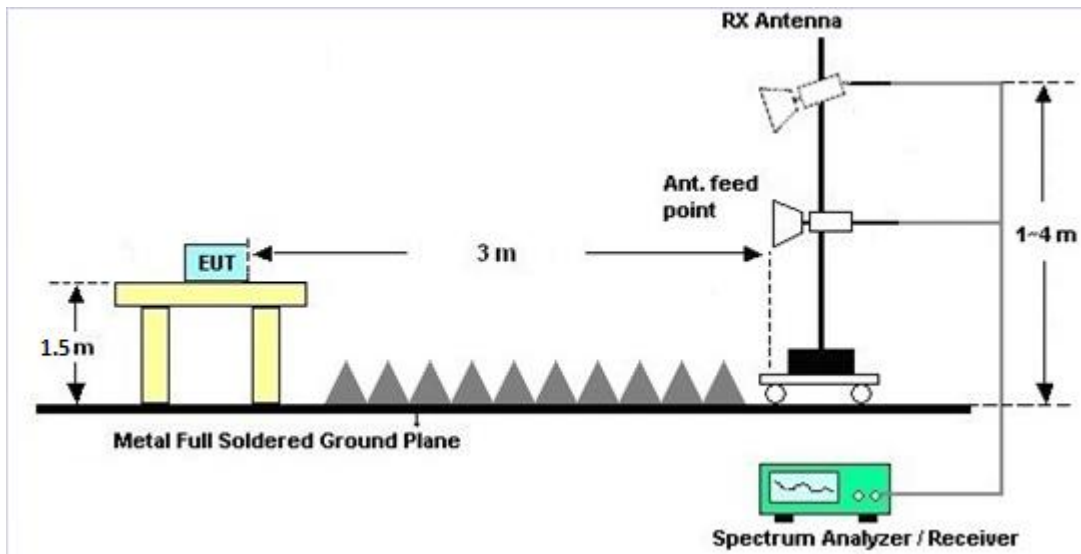 RX Antenna
Ant. feed
point
1~4 m
3 m
EUT
1.5 m
Metal Full Soldered Ground Plane
Spectrum Analyzer / Receiver